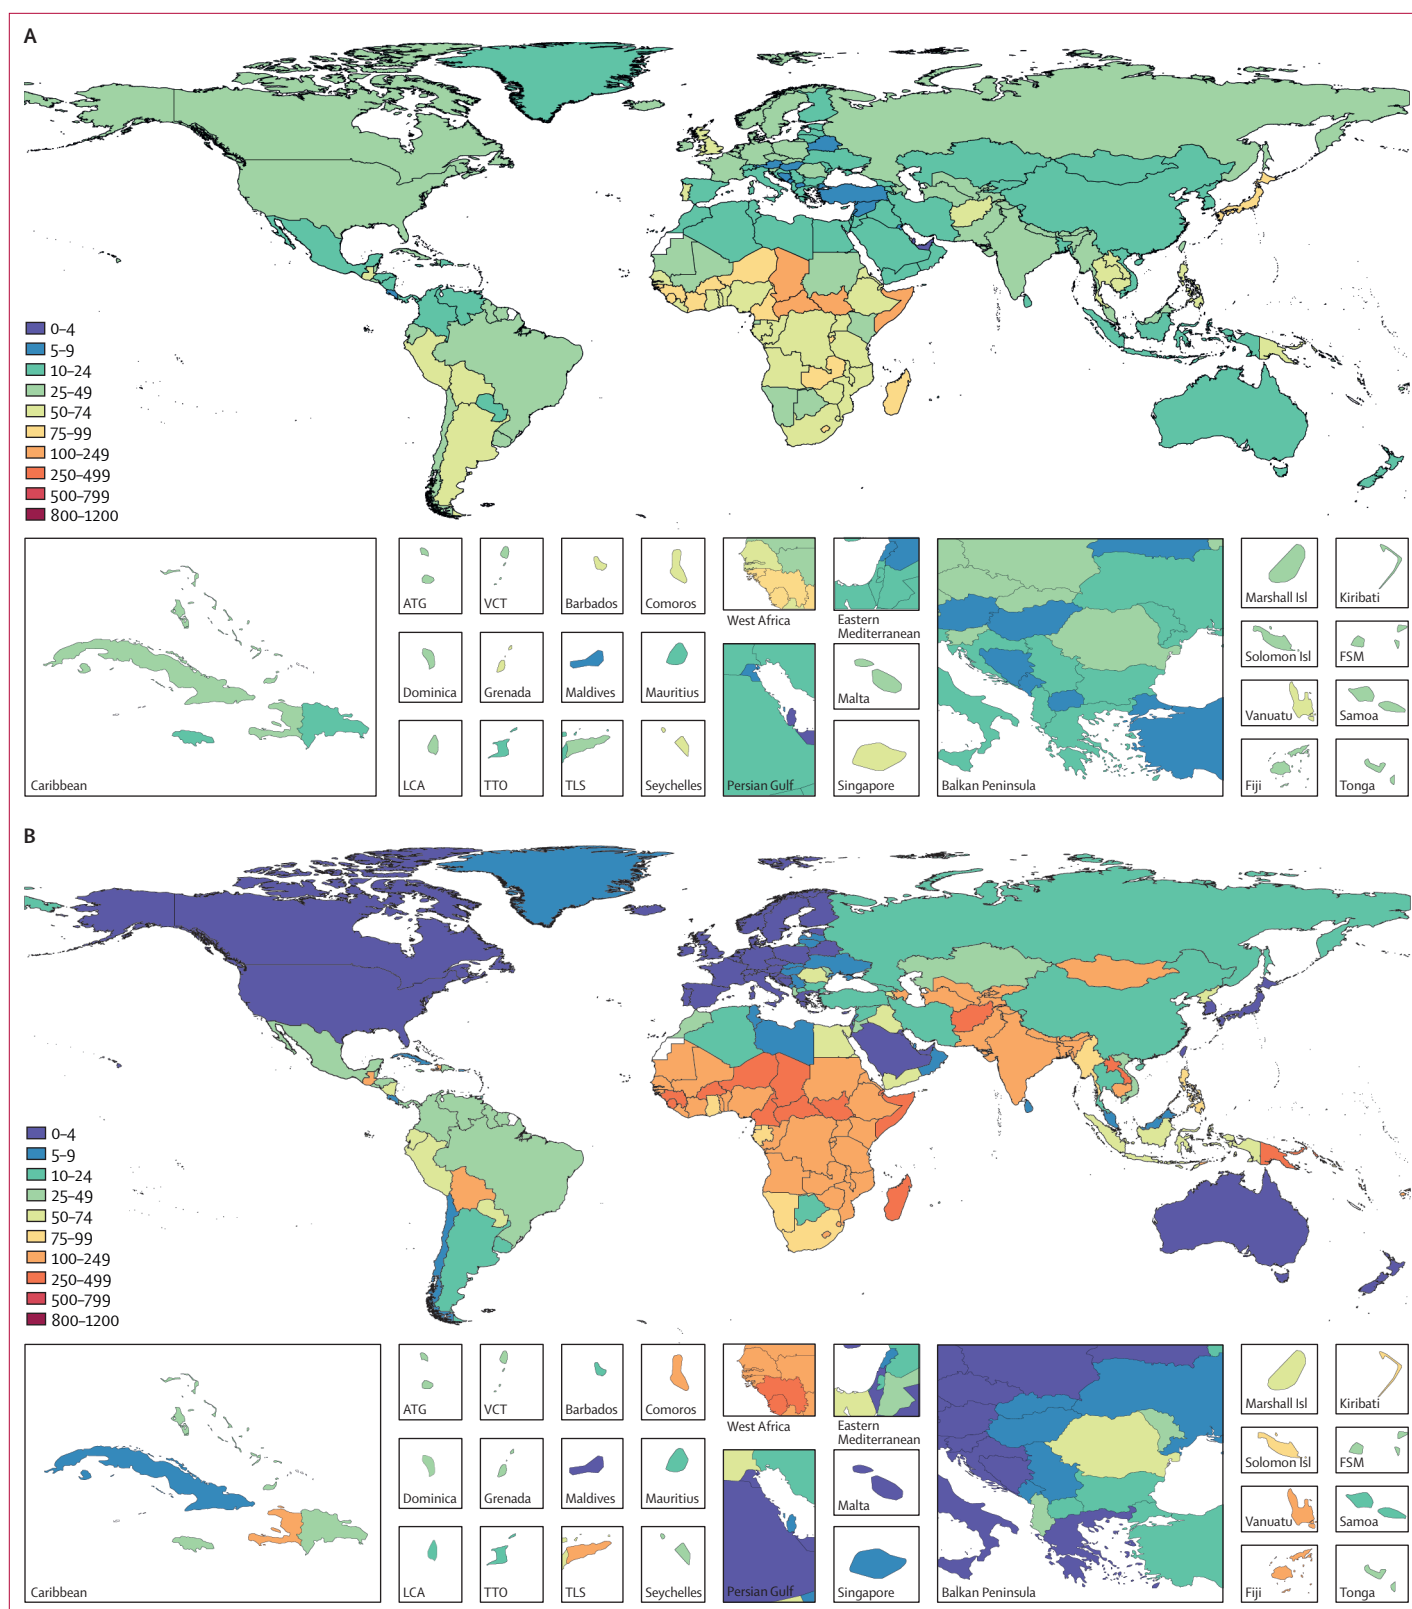 A
0–4
5–9
10–24
25–49
50–74
75–99
100–249
250–499
500–799
800–1200
Caribbean
ATG
VCT
Barbados
Comoros
Dominica
Grenada
Maldives
Mauritius
LCA
TTO
TLS
Seychelles
West Africa
Eastern
Mediterranean
Persian Gulf
Malta
Singapore
Balkan Peninsula
Marshall Isl
Kiribati
Solomon Isl
FSM
Vanuatu
Samoa
Fiji
Tonga
B
0–4
5–9
10–24
25–49
50–74
75–99
100–249
250–499
500–799
800–1200
Caribbean
ATG
VCT
Barbados
Comoros
Dominica
Grenada
Maldives
Mauritius
LCA
TTO
TLS
Seychelles
West Africa
Eastern
Mediterranean
Persian Gulf
Malta
Singapore
Balkan Peninsula
Marshall Isl
Kiribati
Solomon Isl
FSM
Vanuatu
Samoa
Fiji
Tonga